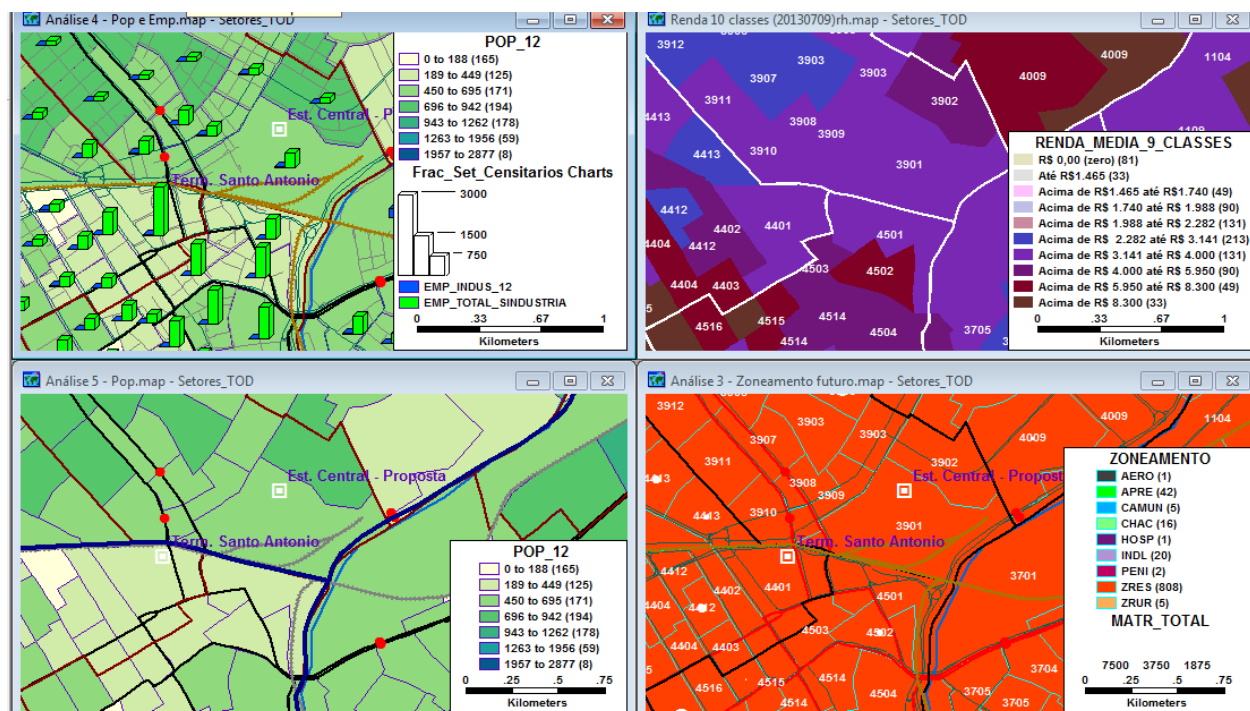 Análise 4 - Pop e Emp.map - Setores_TOD
Est. Central - P
Term. Santo Antonio
POP_12
0 to 188 (165)
189 to 449 (125)
450 to 695 (171)
696 to 942 (194)
943 to 1262 (178)
1263 to 1956 (59)
1957 to 2877 (8)
Frac_Set_Censitarios Charts
3000
1500
750
EMP_INDUS_12
EMP_TOTAL_SINDUSTRIA
0 .33 .67 1
Kilometers
Renda 10 classes (20130709)rh.map - Setores_TOD
3912
3903
3907
3903
4009
1104
3911
3902
4413
3908
3909
4413
3910
3901
4412
4402
4401
4501
4404
4412
4503
4502
4404
4403
4516
4515
4514
4514
4504
3705
RENDA_MEDIA_9_CLASSES
R$ 0,00 (zero) (81)
Até R$1.465 (33)
Acima de R$1.465 até R$1.740 (49)
Acima de R$ 1.740 até R$ 1.988 (90)
Acima de R$ 1.988 até R$ 2.282 (131)
Acima de R$ 2.282 até R$ 3.141 (213)
Acima de R$ 3.141 até R$ 4.000 (131)
Acima de R$ 4.000 até R$ 5.950 (90)
Acima de R$ 5.950 até R$ 8.300 (49)
Acima de R$ 8.300 (33)
0 .33 .67 1
Kilometers
Análise 5 - Pop.map - Setores_TOD
Est. Central - Proposta
Term. Santo Antonio
POP_12
0 to 188 (165)
189 to 449 (125)
450 to 695 (171)
696 to 942 (194)
943 to 1262 (178)
1263 to 1956 (59)
1957 to 2877 (8)
0 .25 .5 .75
Kilometers
Análise 3 - Zoneamento futuro.map - Setores_TOD
3912
3903
4009
1104
3907
3903
3911
3902
Est. Central - Propost
3908
3909
4413
3910
3901
Term. Santo Antonio
4412
4402
4401
3701
4404
4412
4501
4503
4502
4404
4403
3704
4516
4515
4514
4514
4504
3705
ZONEAMENTO
AERO (1)
APRE (42)
CAMUN (5)
CHAC (16)
HOSP (1)
INDL (20)
PENI (2)
ZRES (808)
ZRUR (5)
MATR_TOTAL
7500 3750 1875
0 .25 .5 .75
Kilometers